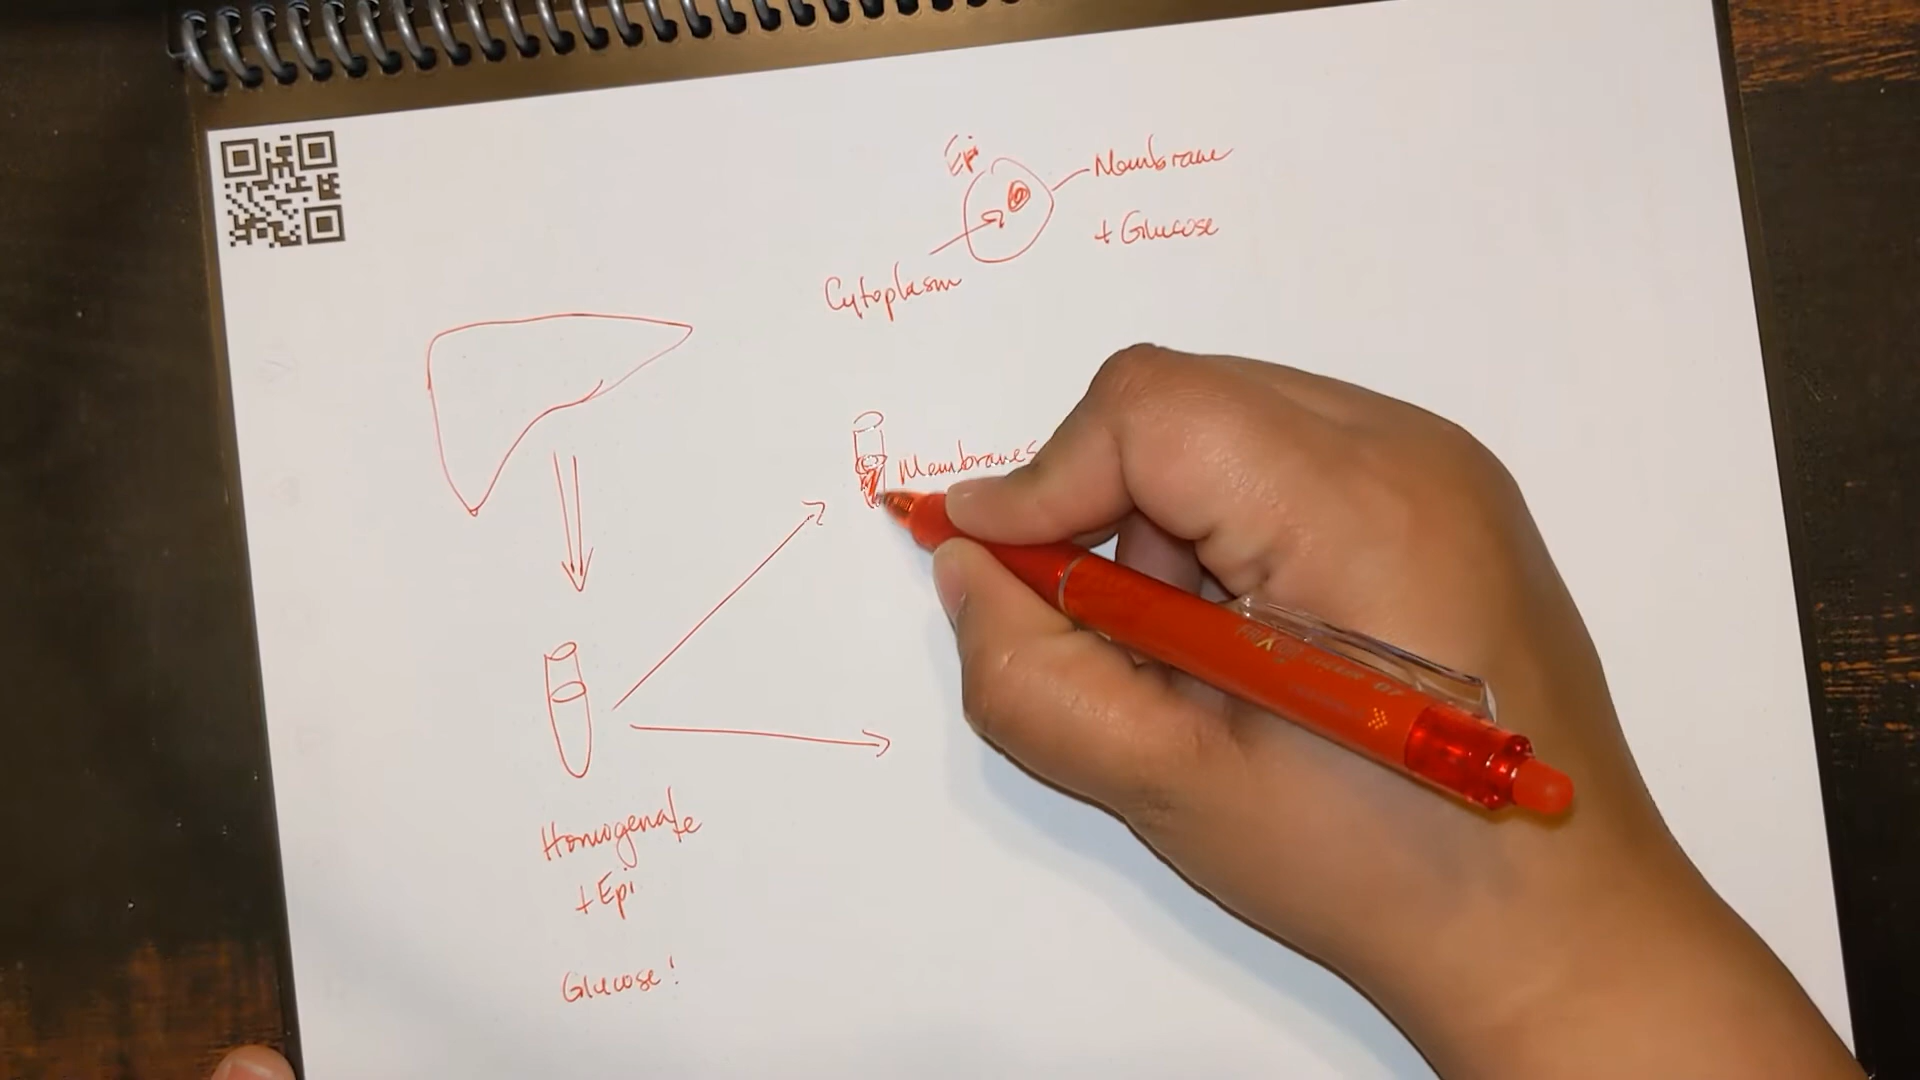 Epi
Membrane
+ Glucose
Cytoplasm
Membranes
Homogenate
+ Epi
Glucose!